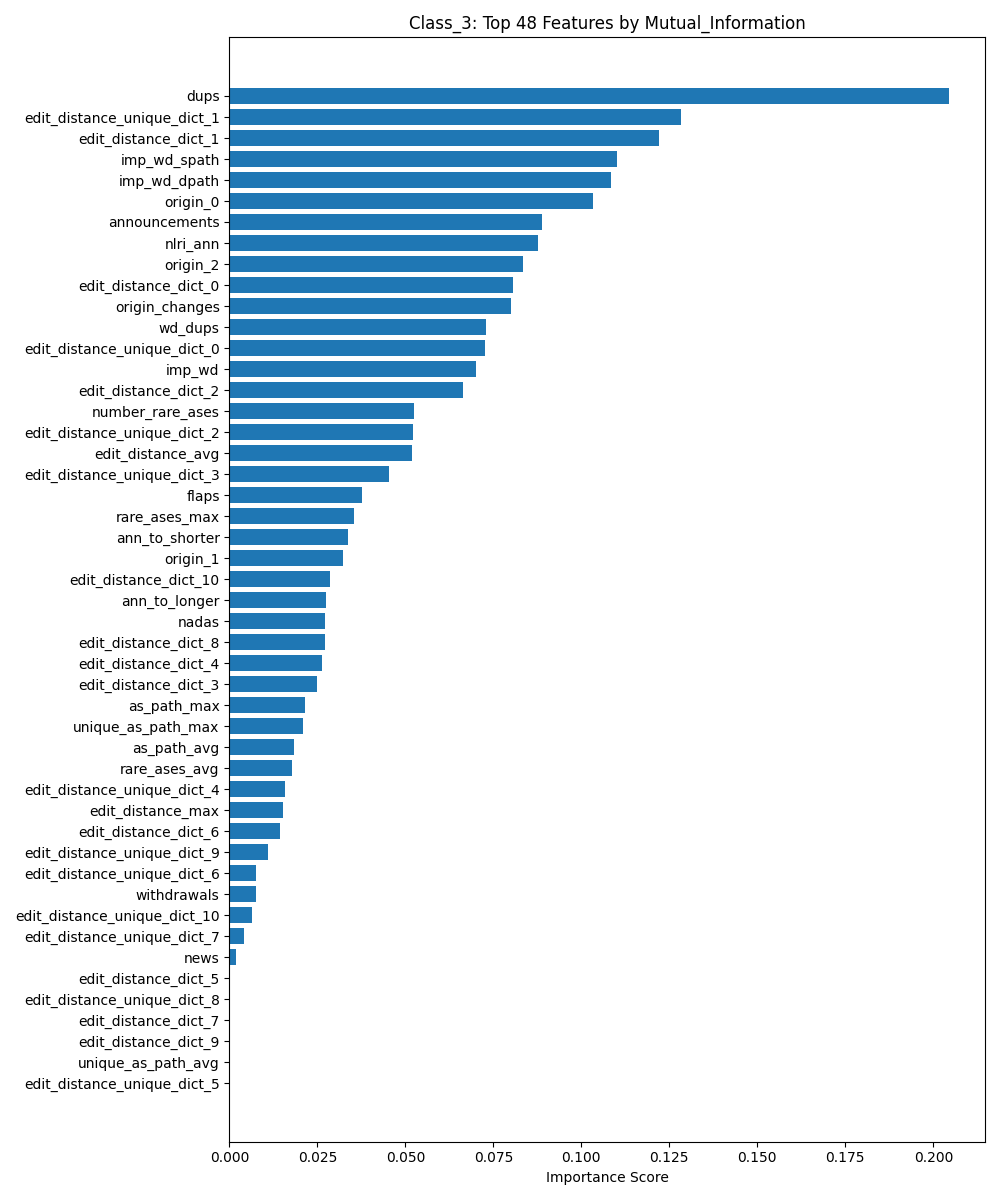 Class_3: Top 48 Features by Mutual_Information
dups
edit_distance_unique_dict_1
edit_distance_dict_1
imp_wd_spath
imp_wd_dpath
origin_0
announcements
nlri_ann
origin_2
edit_distance_dict_0
origin_changes
wd_dups
edit_distance_unique_dict_0
imp_wd
edit_distance_dict_2
number_rare_ases
edit_distance_unique_dict_2
edit_distance_avg
edit_distance_unique_dict_3
flaps
rare_ases_max
ann_to_shorter
origin_1
edit_distance_dict_10
ann_to_longer
nadas
edit_distance_dict_8
edit_distance_dict_4
edit_distance_dict_3
as_path_max
unique_as_path_max
as_path_avg
rare_ases_avg
edit_distance_unique_dict_4
edit_distance_max
edit_distance_dict_6
edit_distance_unique_dict_9
edit_distance_unique_dict_6
withdrawals
edit_distance_unique_dict_10
edit_distance_unique_dict_7
news
edit_distance_dict_5
edit_distance_unique_dict_8
edit_distance_dict_7
edit_distance_dict_9
unique_as_path_avg
edit_distance_unique_dict_5
0.000 0.025 0.050 0.075 0.100 0.125 0.150 0.175 0.200
Importance Score